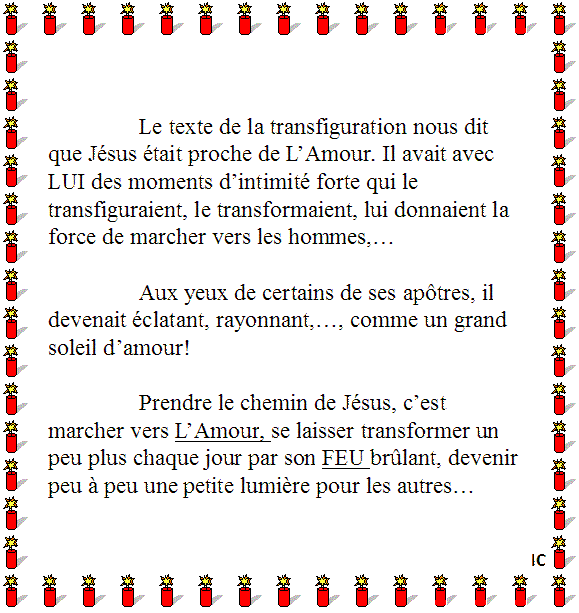 Le texte de la transfiguration nous dit
que Jésus était proche de L’Amour. Il avait avec
LUI des moments d’intimité forte qui le
transfiguraient, le transformaient, lui donnaient la
force de marcher vers les hommes,…
Aux yeux de certains de ses apôtres, il
devenait éclatant, rayonnant,…, comme un grand
soleil d’amour!
Prendre le chemin de Jésus, c’est
marcher vers L’Amour, se laisser transformer un
peu plus chaque jour par son FEU brûlant, devenir
peu à peu une petite lumière pour les autres…
IC